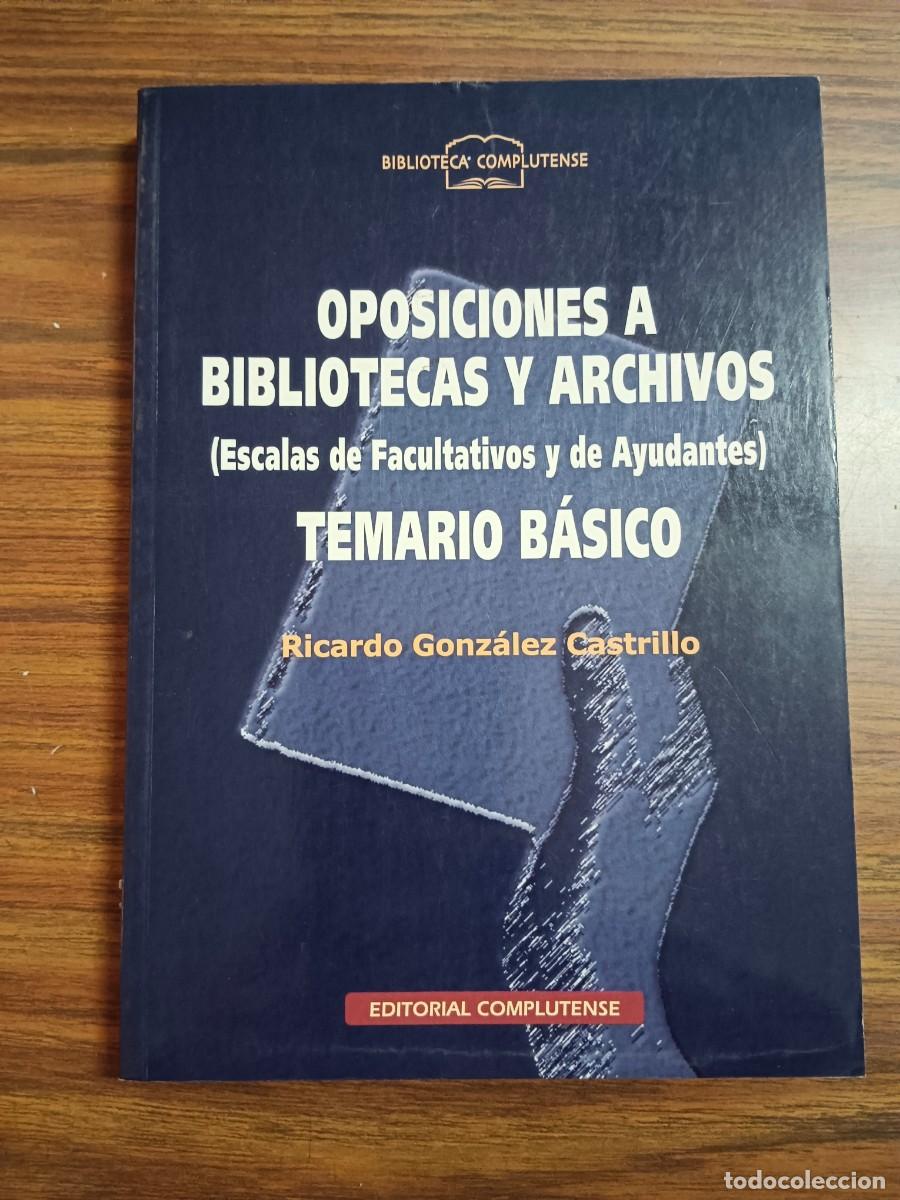 BIBLIOTECA COMPLUTENSE
OPOSICIONES A
BIBLIOTECAS Y ARCHIVOS
(Escalas de Facultativos y de Ayudantes)
TEMARIO BÁSICO
Ricardo González Castrillo
EDITORIAL COMPLUTENSE
todocoleccion